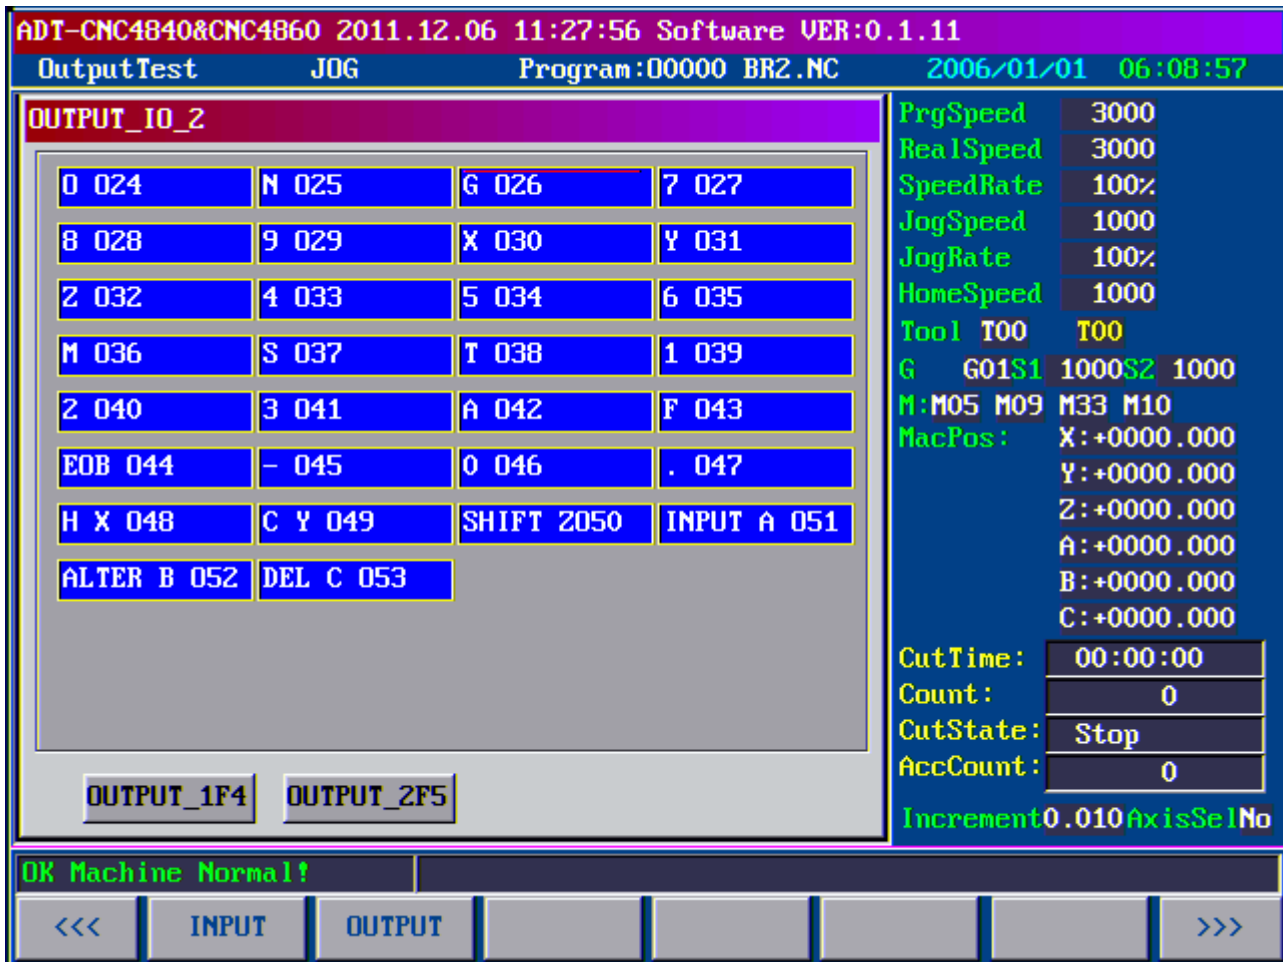 ADT-CNC4840&CNC4860 2011.12.06 11:27:56 Software VER:0.1.11
OutputTest JOG Program:O0000 BR2.NC 2006/01/01 06:08:57
OUTPUT_IO_2
O 024 N 025 G 026 7 027
8 028 9 029 X 030 Y 031
Z 032 4 033 5 034 6 035
M 036 S 037 T 038 1 039
2 040 3 041 A 042 F 043
EOB 044 - 045 0 046 . 047
H X 048 C Y 049 SHIFT Z050 INPUT A 051
ALTER B 052 DEL C 053
OUTPUT_1F4 OUTPUT_2F5
PrgSpeed 3000
RealSpeed 3000
SpeedRate 100%
JogSpeed 1000
JogRate 100%
HomeSpeed 1000
Tool T00 T00
G G01S1 1000S2 1000
M:M05 M09 M33 M10
MacPos: X:+0000.000
Y:+0000.000
Z:+0000.000
A:+0000.000
B:+0000.000
C:+0000.000
CutTime: 00:00:00
Count: 0
CutState: Stop
AccCount: 0
Increment0.010AxisSelNo
OK Machine Normal!
<<< INPUT OUTPUT >>>